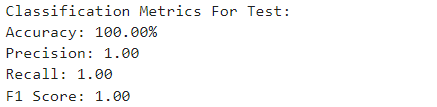 Classification Metrics For Test:
Accuracy: 100.00%
Precision: 1.00
Recall: 1.00
F1 Score: 1.00